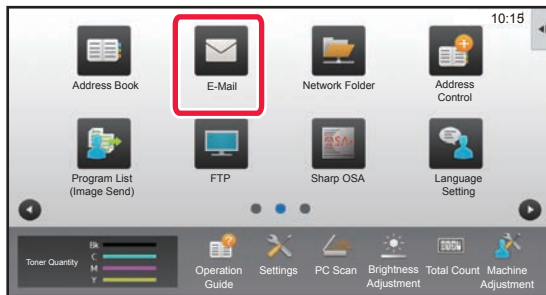 10:15
Address Book
E-Mail
Network Folder
Address
Control
Program List
(Image Send)
FTP
Sharp OSA
Language
Setting
Toner Quantity
Bk
C
M
Y
Operation
Guide
Settings
PC Scan
Brightness
Adjustment
Total Count
Machine
Adjustment